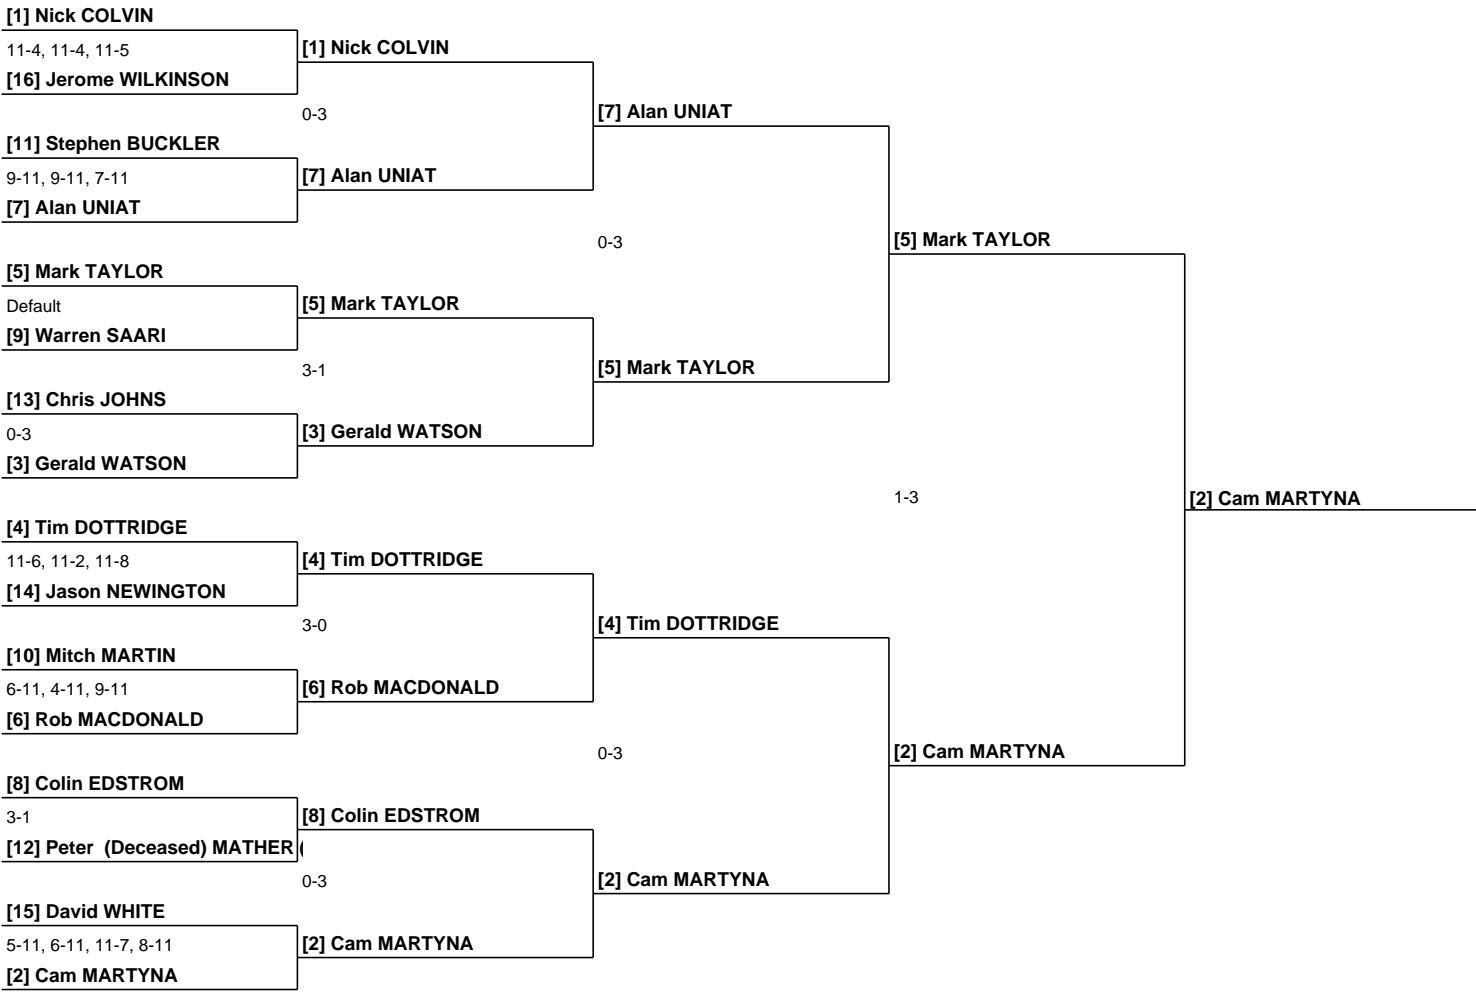 [1] Nick COLVIN
11-4, 11-4, 11-5
[1] Nick COLVIN
[16] Jerome WILKINSON
0-3
[7] Alan UNIAT
[11] Stephen BUCKLER
9-11, 9-11, 7-11
[7] Alan UNIAT
[7] Alan UNIAT
0-3
[5] Mark TAYLOR
[5] Mark TAYLOR
Default
[5] Mark TAYLOR
[9] Warren SAARI
3-1
[5] Mark TAYLOR
[13] Chris JOHNS
0-3
[3] Gerald WATSON
[3] Gerald WATSON
1-3
[2] Cam MARTYNA
[4] Tim DOTTRIDGE
11-6, 11-2, 11-8
[4] Tim DOTTRIDGE
[14] Jason NEWINGTON
3-0
[4] Tim DOTTRIDGE
[10] Mitch MARTIN
6-11, 4-11, 9-11
[6] Rob MACDONALD
[6] Rob MACDONALD
0-3
[2] Cam MARTYNA
[8] Colin EDSTROM
3-1
[8] Colin EDSTROM
[12] Peter (Deceased) MATHER (
0-3
[2] Cam MARTYNA
[15] David WHITE
5-11, 6-11, 11-7, 8-11
[2] Cam MARTYNA
[2] Cam MARTYNA